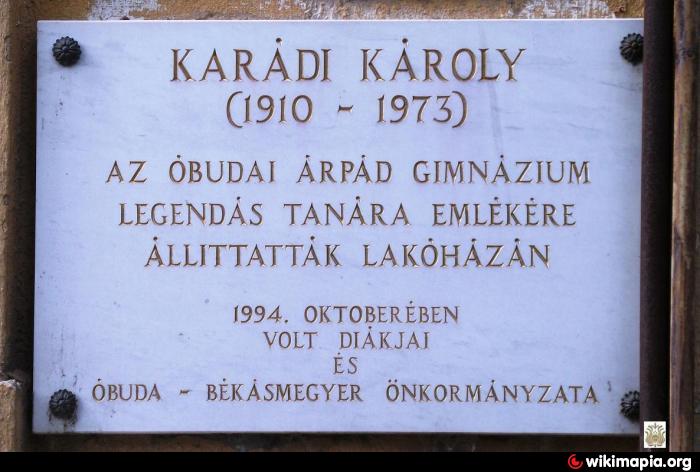 KARÁDI KÁROLY
(1910 - 1973)
AZ ÓBUDAI ÁRPÁD GIMNÁZIUM
LEGENDÁS TANÁRA EMLÉKÉRE
ÁLLITTATTÁK LAKÓHÁZÁN
1994. OKTOBERÉBEN
VOLT DIÁKJAI
ÉS
ÓBUDA - BÉKÁSMEGYER ÖNKORMÁNYZATA
wikimapia.org